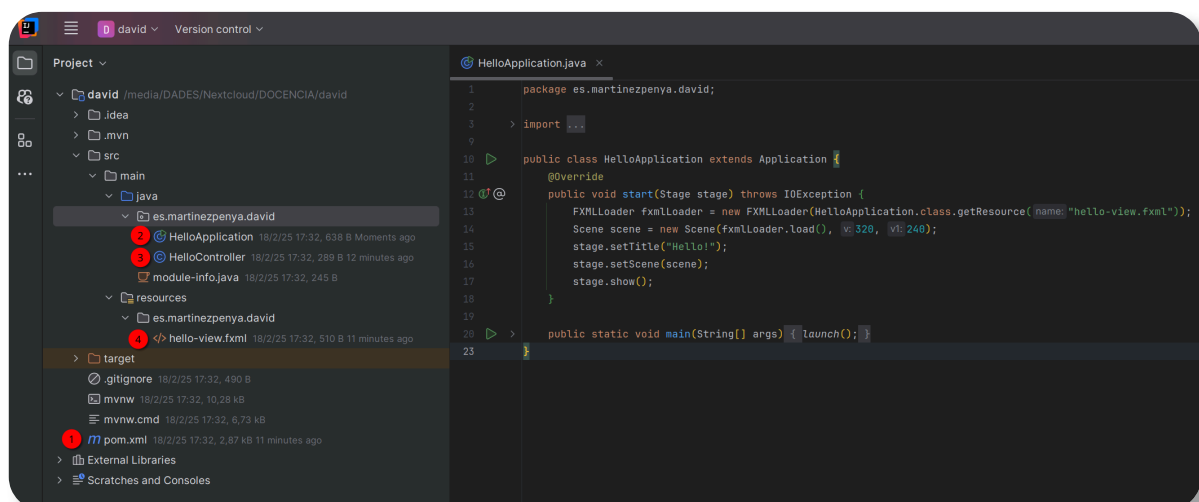 D david Version control
Project
david /media/DADES/Nextcloud/DOCENCIA/david
.idea
.mvn
src
main
java
es.martinezpenya.david
2 HelloApplication 18/2/25 17:32, 638 B Moments ago
3 HelloController 18/2/25 17:32, 289 B 12 minutes ago
module-info.java 18/2/25 17:32, 245 B
resources
es.martinezpenya.david
4 </> hello-view.fxml 18/2/25 17:32, 510 B 11 minutes ago
target
.gitignore 18/2/25 17:32, 490 B
mvnw 18/2/25 17:32, 10,28 kB
mvnw.cmd 18/2/25 17:32, 6,73 kB
1 m pom.xml 18/2/25 17:32, 2,87 kB 11 minutes ago
External Libraries
Scratches and Consoles
HelloApplication.java
1 package es.martinezpenya.david;
2
3 import ...
9
10 public class HelloApplication extends Application {
11 @Override
12 public void start(Stage stage) throws IOException {
13 FXMLLoader fxmlLoader = new FXMLLoader(HelloApplication.class.getResource( name: "hello-view.fxml"));
14 Scene scene = new Scene(fxmlLoader.load(), v: 320, v1: 240);
15 stage.setTitle("Hello!");
16 stage.setScene(scene);
17 stage.show();
18 }
19
20 public static void main(String[] args) { launch(); }
23 }